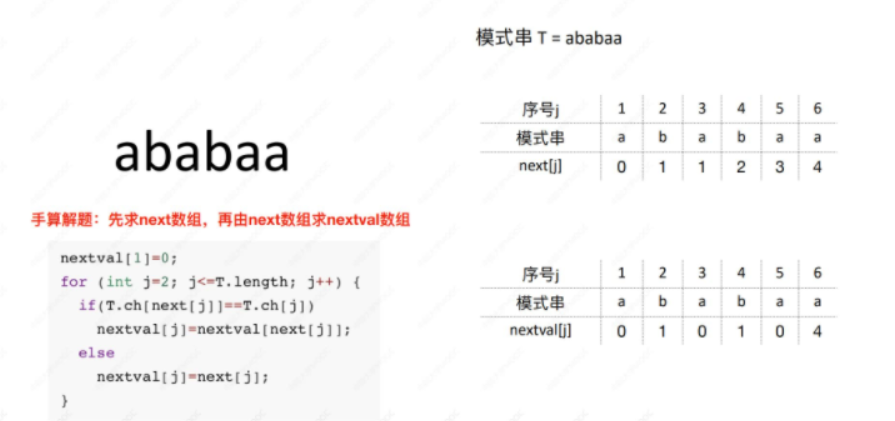 模式串 T = ababaa
序号j 1 2 3 4 5 6
模式串 a b a b a a
next[j] 0 1 1 2 3 4
ababaa
手算解题：先求next数组，再由next数组求nextval数组
nextval[1]=0;
for (int j=2; j<=T.length; j++) {
if(T.ch[next[j]]==T.ch[j])
nextval[j]=nextval[next[j]];
else
nextval[j]=next[j];
}
序号j 1 2 3 4 5 6
模式串 a b a b a a
nextval[j] 0 1 0 1 0 4